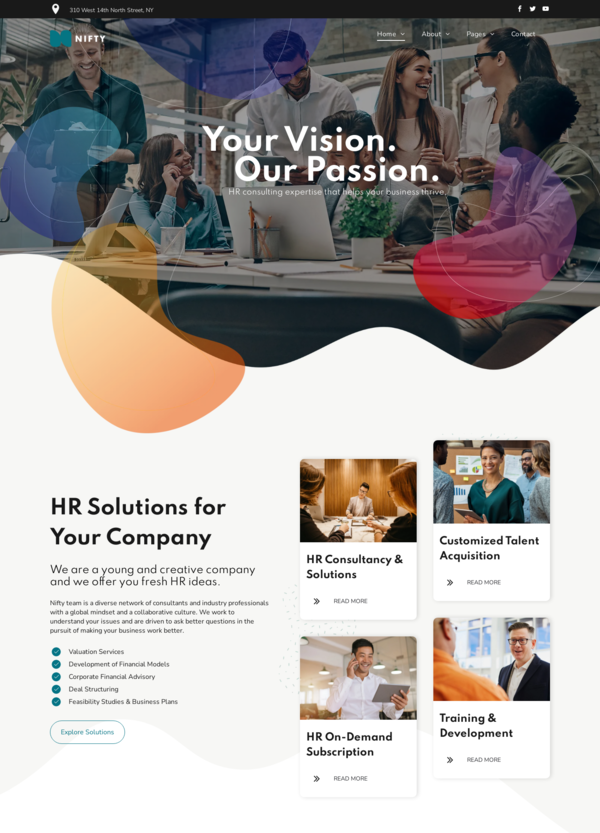 310 West 14th North Street, NY
NIFTY
Home
About
Pages
Contact
Your Vision.
Our Passion.
HR consulting expertise that helps your business thrive.
HR Solutions for
Your Company
We are a young and creative company
and we offer you fresh HR ideas.
Nifty team is a diverse network of consultants and industry professionals
with a global mindset and a collaborative culture. We work to
understand your issues and are driven to ask better questions in the
pursuit of making your business work better.
Valuation Services
Development of Financial Models
Corporate Financial Advisory
Deal Structuring
Feasibility Studies & Business Plans
Explore Solutions
HR Consultancy &
Solutions
READ MORE
Customized Talent
Acquisition
READ MORE
HR On-Demand
Subscription
READ MORE
Training &
Development
READ MORE